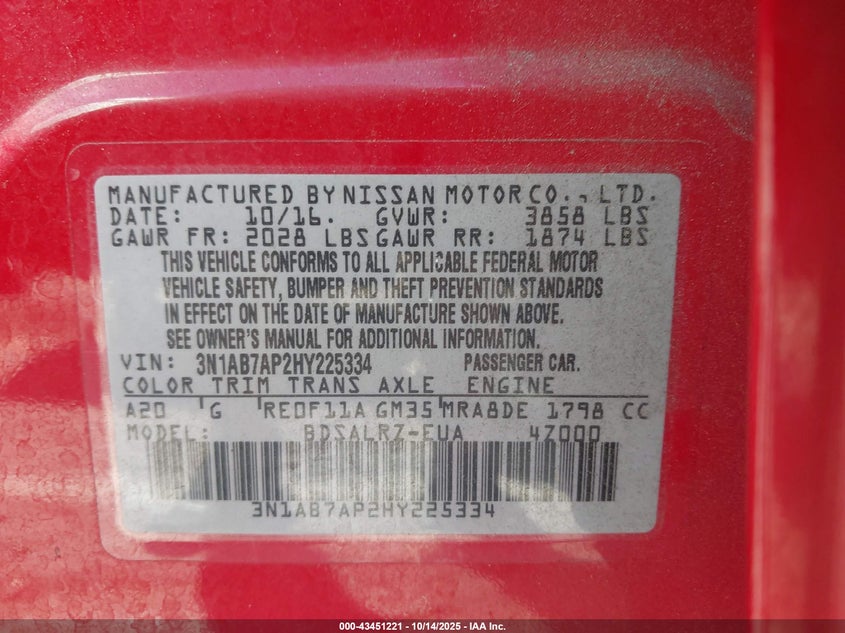 MANUFACTURED BY NISSAN MOTOR CO., LTD.
DATE: 10/16. GVWR: 3858 LBS
GAWR FR: 2028 LBS GAWR RR: 1874 LBS
THIS VEHICLE CONFORMS TO ALL APPLICABLE FEDERAL MOTOR
VEHICLE SAFETY, BUMPER AND THEFT PREVENTION STANDARDS
IN EFFECT ON THE DATE OF MANUFACTURE SHOWN ABOVE.
SEE OWNER'S MANUAL FOR ADDITIONAL INFORMATION.
VIN: 3N1AB7AP2HY225334 PASSENGER CAR.
COLOR TRIM TRANS AXLE ENGINE
A20 G RE0F11A GM35 MRA8DE 1798 CC
MODEL: BDSALRZ-EUA 4Z000
3N1AB7AP2HY225334
000-43451221 - 10/14/2025 - IAA Inc.